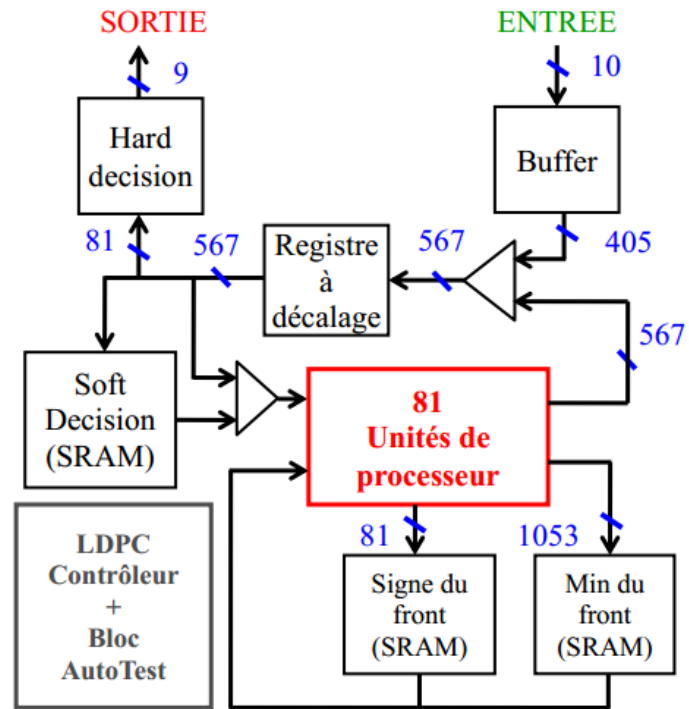 SORTIE
ENTREE
9
10
Hard
decision
Buffer
81
567
Registre
à
décalage
567
405
567
Soft
Decision
(SRAM)
81
Unités de
processeur
LDPC
Contrôleur
+
Bloc
AutoTest
81
1053
Signe du
front
(SRAM)
Min du
front
(SRAM)